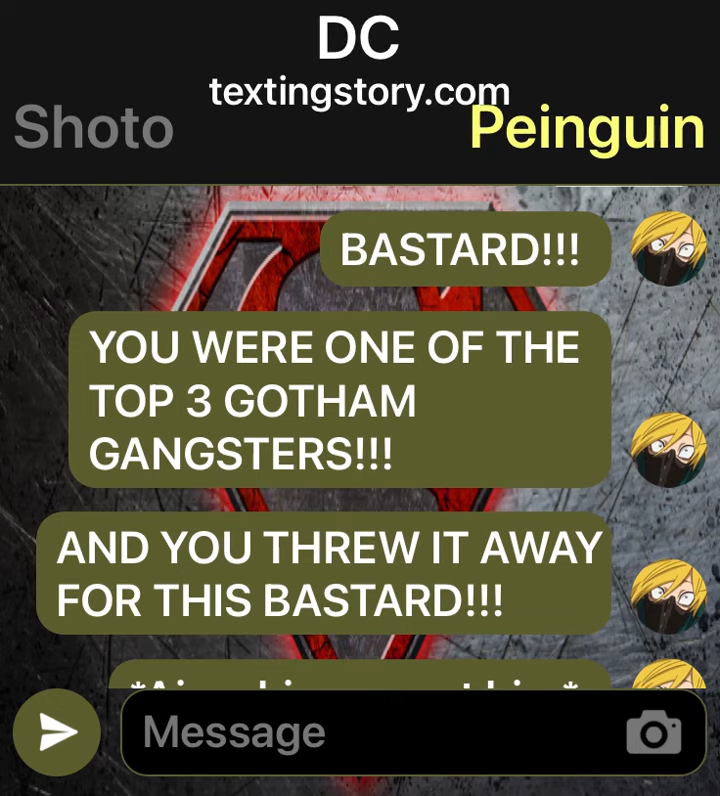 DC
textingstory.com
Shoto
Peinguin
BASTARD!!!
YOU WERE ONE OF THE
TOP 3 GOTHAM
GANGSTERS!!!
AND YOU THREW IT AWAY
FOR THIS BASTARD!!!
Message